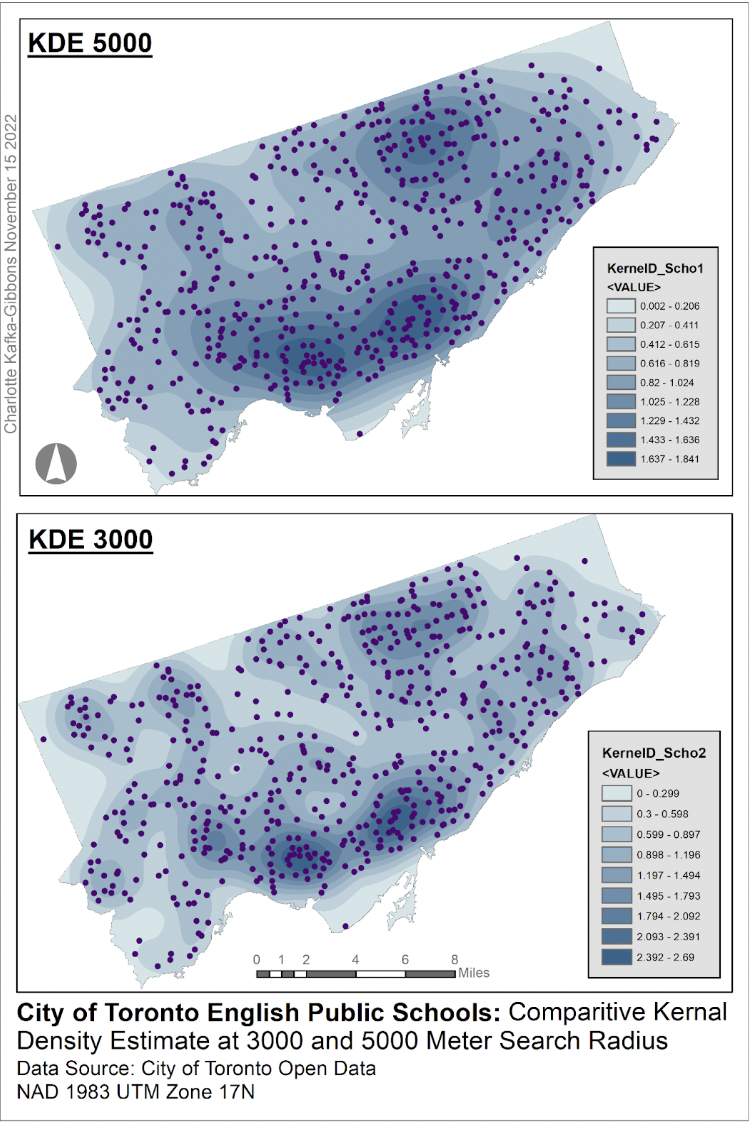 KDE 5000
Charlotte Kafka-Gibbons November 15 2022
KernelD_Scho1
<VALUE>
0.002 - 0.206
0.207 - 0.411
0.412 - 0.615
0.616 - 0.819
0.82 - 1.024
1.025 - 1.228
1.229 - 1.432
1.433 - 1.636
1.637 - 1.841
KDE 3000
KernelD_Scho2
<VALUE>
0 - 0.299
0.3 - 0.598
0.599 - 0.897
0.898 - 1.196
1.197 - 1.494
1.495 - 1.793
1.794 - 2.092
2.093 - 2.391
2.392 - 2.69
0 1 2 4 6 8
Miles
City of Toronto English Public Schools: Comparitive Kernal
Density Estimate at 3000 and 5000 Meter Search Radius
Data Source: City of Toronto Open Data
NAD 1983 UTM Zone 17N